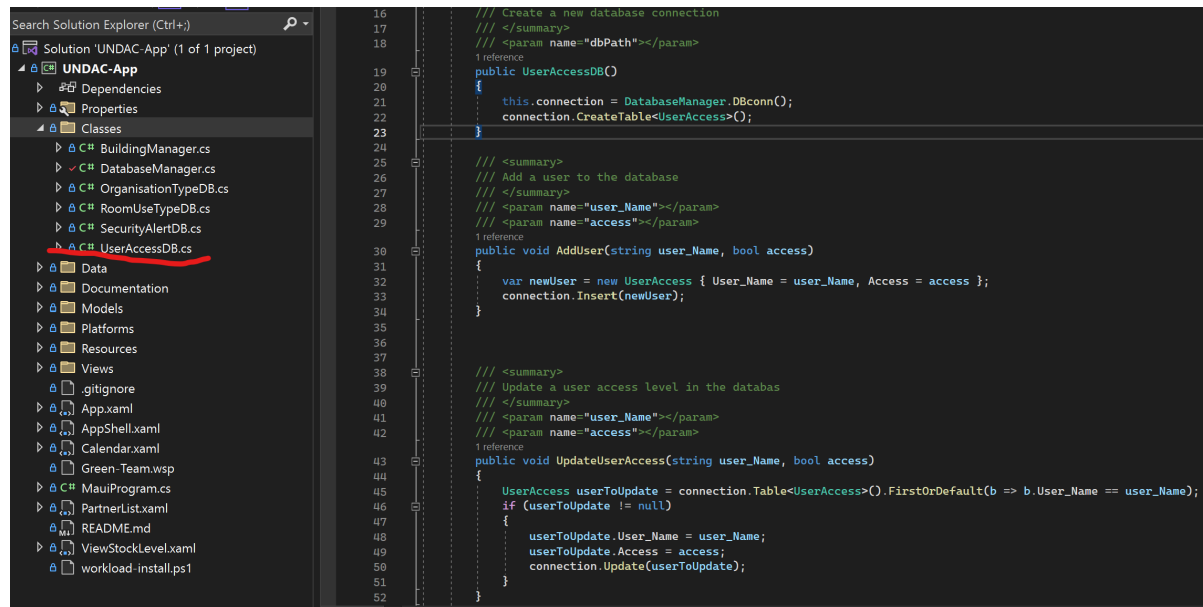 Search Solution Explorer (Ctrl+;)
Solution 'UNDAC-App' (1 of 1 project)
C# UNDAC-App
Dependencies
Properties
Classes
C# BuildingManager.cs
C# DatabaseManager.cs
C# OrganisationTypeDB.cs
C# RoomUseTypeDB.cs
C# SecurityAlertDB.cs
C# UserAccessDB.cs
Data
Documentation
Models
Platforms
Resources
Views
.gitignore
App.xaml
AppShell.xaml
Calendar.xaml
Green-Team.wsp
C# MauiProgram.cs
PartnerList.xaml
M↓ README.md
ViewStockLevel.xaml
workload-install.ps1
16 /// Create a new database connection
17 /// </summary>
18 /// <param name="dbPath"></param>
1 reference
19 public UserAccessDB()
20 {
21 this.connection = DatabaseManager.DBconn();
22 connection.CreateTable<UserAccess>();
23 }
24
25 /// <summary>
26 /// Add a user to the database
27 /// </summary>
28 /// <param name="user_Name"></param>
29 /// <param name="access"></param>
1 reference
30 public void AddUser(string user_Name, bool access)
31 {
32 var newUser = new UserAccess { User_Name = user_Name, Access = access };
33 connection.Insert(newUser);
34 }
35
36
37
38 /// <summary>
39 /// Update a user access level in the databas
40 /// </summary>
41 /// <param name="user_Name"></param>
42 /// <param name="access"></param>
1 reference
43 public void UpdateUserAccess(string user_Name, bool access)
44 {
45 UserAccess userToUpdate = connection.Table<UserAccess>().FirstOrDefault(b => b.User_Name == user_Name);
46 if (userToUpdate != null)
47 {
48 userToUpdate.User_Name = user_Name;
49 userToUpdate.Access = access;
50 connection.Update(userToUpdate);
51 }
52 }